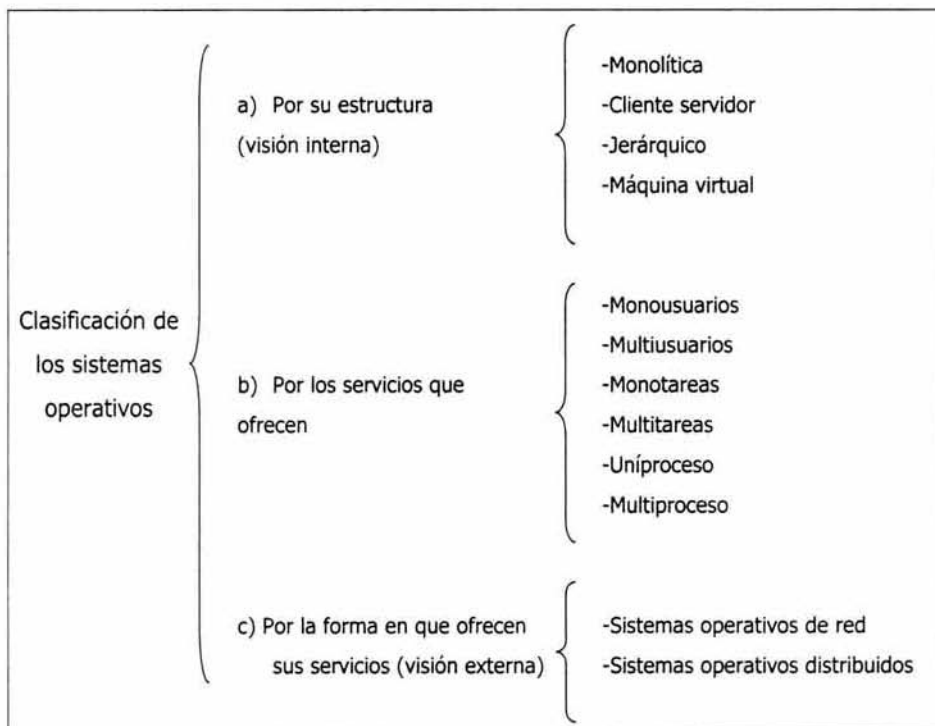 Clasificación de
los sistemas
operativos
a) Por su estructura
(visión interna)
-Monolítica
-Cliente servidor
-Jerárquico
-Máquina virtual
b) Por los servicios que
ofrecen
-Monousuarios
-Multiusuarios
-Monotareas
-Multitareas
-Uníproceso
-Multiproceso
c) Por la forma en que ofrecen
sus servicios (visión externa)
-Sistemas operativos de red
-Sistemas operativos distribuidos